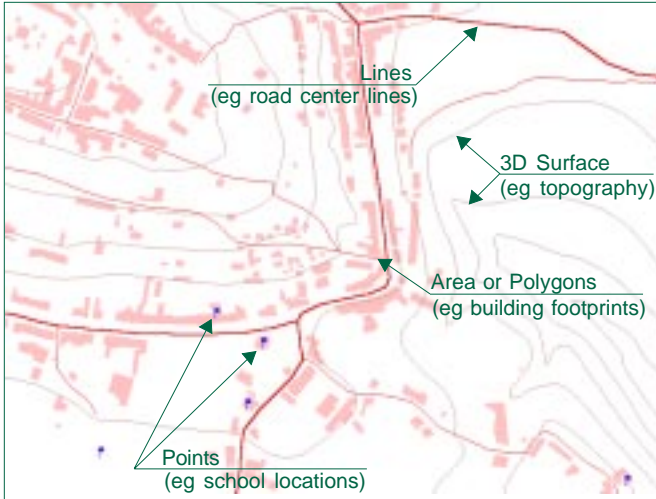 Lines
(eg road center lines)
3D Surface
(eg topography)
Area or Polygons
(eg building footprints)
Points
(eg school locations)